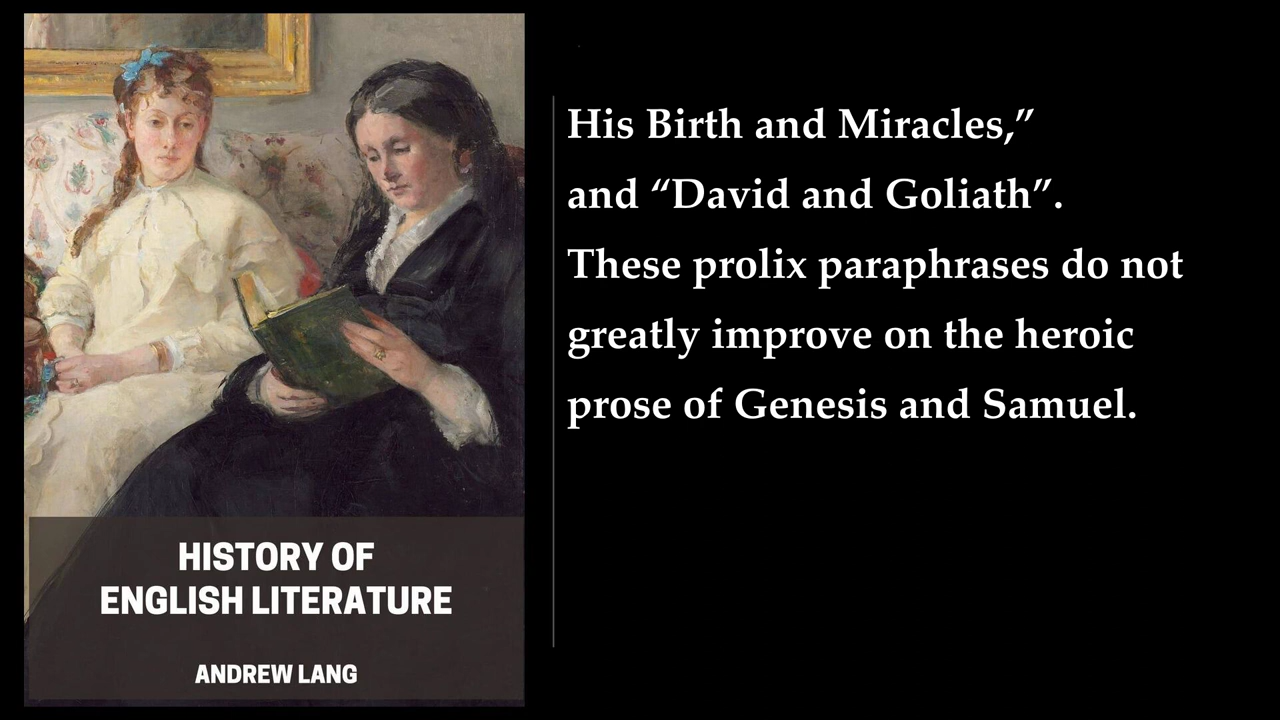 HISTORY OF
ENGLISH LITERATURE
ANDREW LANG
His Birth and Miracles,”
and “David and Goliath”.
These prolix paraphrases do not
greatly improve on the heroic
prose of Genesis and Samuel.